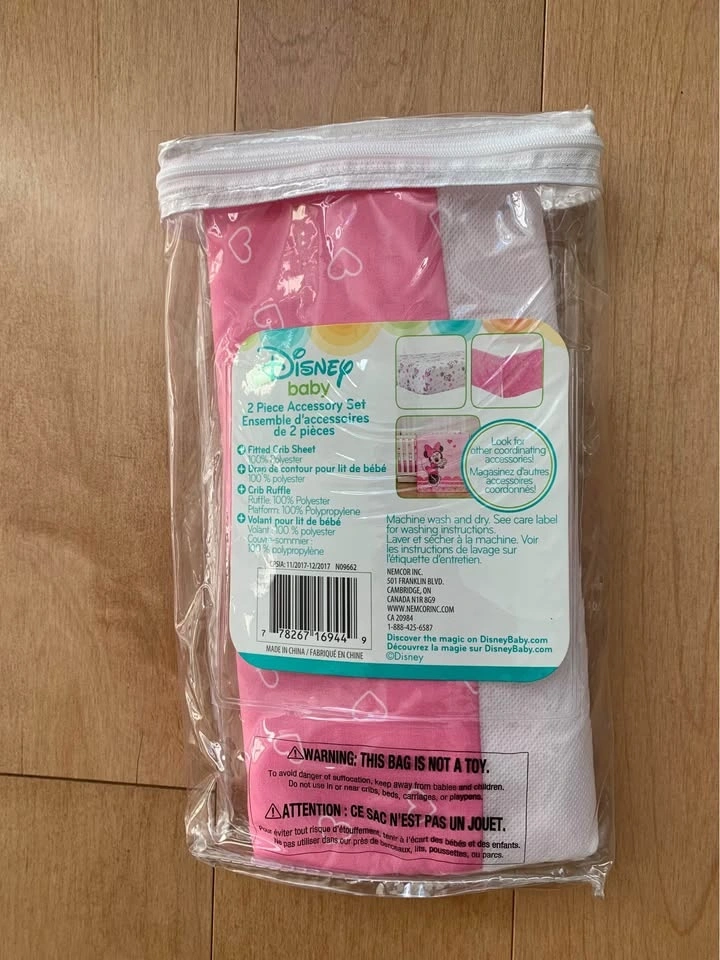 Disney
baby
2 Piece Accessory Set
Ensemble d'accessoires
de 2 pièces
Fitted Crib Sheet
100% Polyester
Drap de contour pour lit de bébé
100 % polyester
Crib Ruffle
Ruffle: 100% Polyester
Platform: 100% Polypropylene
Volant pour lit de bébé
Volant: 100 % polyester
Couvre-sommier :
100 % polypropylène
CPSIA: 11/2017-12/2017 N09662
7 78267 16944 9
MADE IN CHINA / FABRIQUÉ EN CHINE
Look for
other coordinating
accessories!
Magasinez d'autres
accessoires
coordonnés!
Machine wash and dry. See care label
for washing instructions.
Laver et sécher à la machine. Voir
les instructions de lavage sur
l'étiquette d'entretien.
NEMCOR INC.
501 FRANKLIN BLVD.
CAMBRIDGE, ON
CANADA N1R 8G9
WWW.NEMCORINC.COM
CA 20984
1-888-425-6587
Discover the magic on DisneyBaby.com
Découvrez la magie sur DisneyBaby.com
©Disney
WARNING: THIS BAG IS NOT A TOY.
To avoid danger of suffocation, keep away from babies and children.
Do not use in or near cribs, beds, carriages, or playpens.
ATTENTION : CE SAC N'EST PAS UN JOUET.
Pour éviter tout risque d'étouffement, tenir à l'écart des bébés et des enfants.
Ne pas utiliser dans our près de berceaux, lits, poussettes, ou parcs.